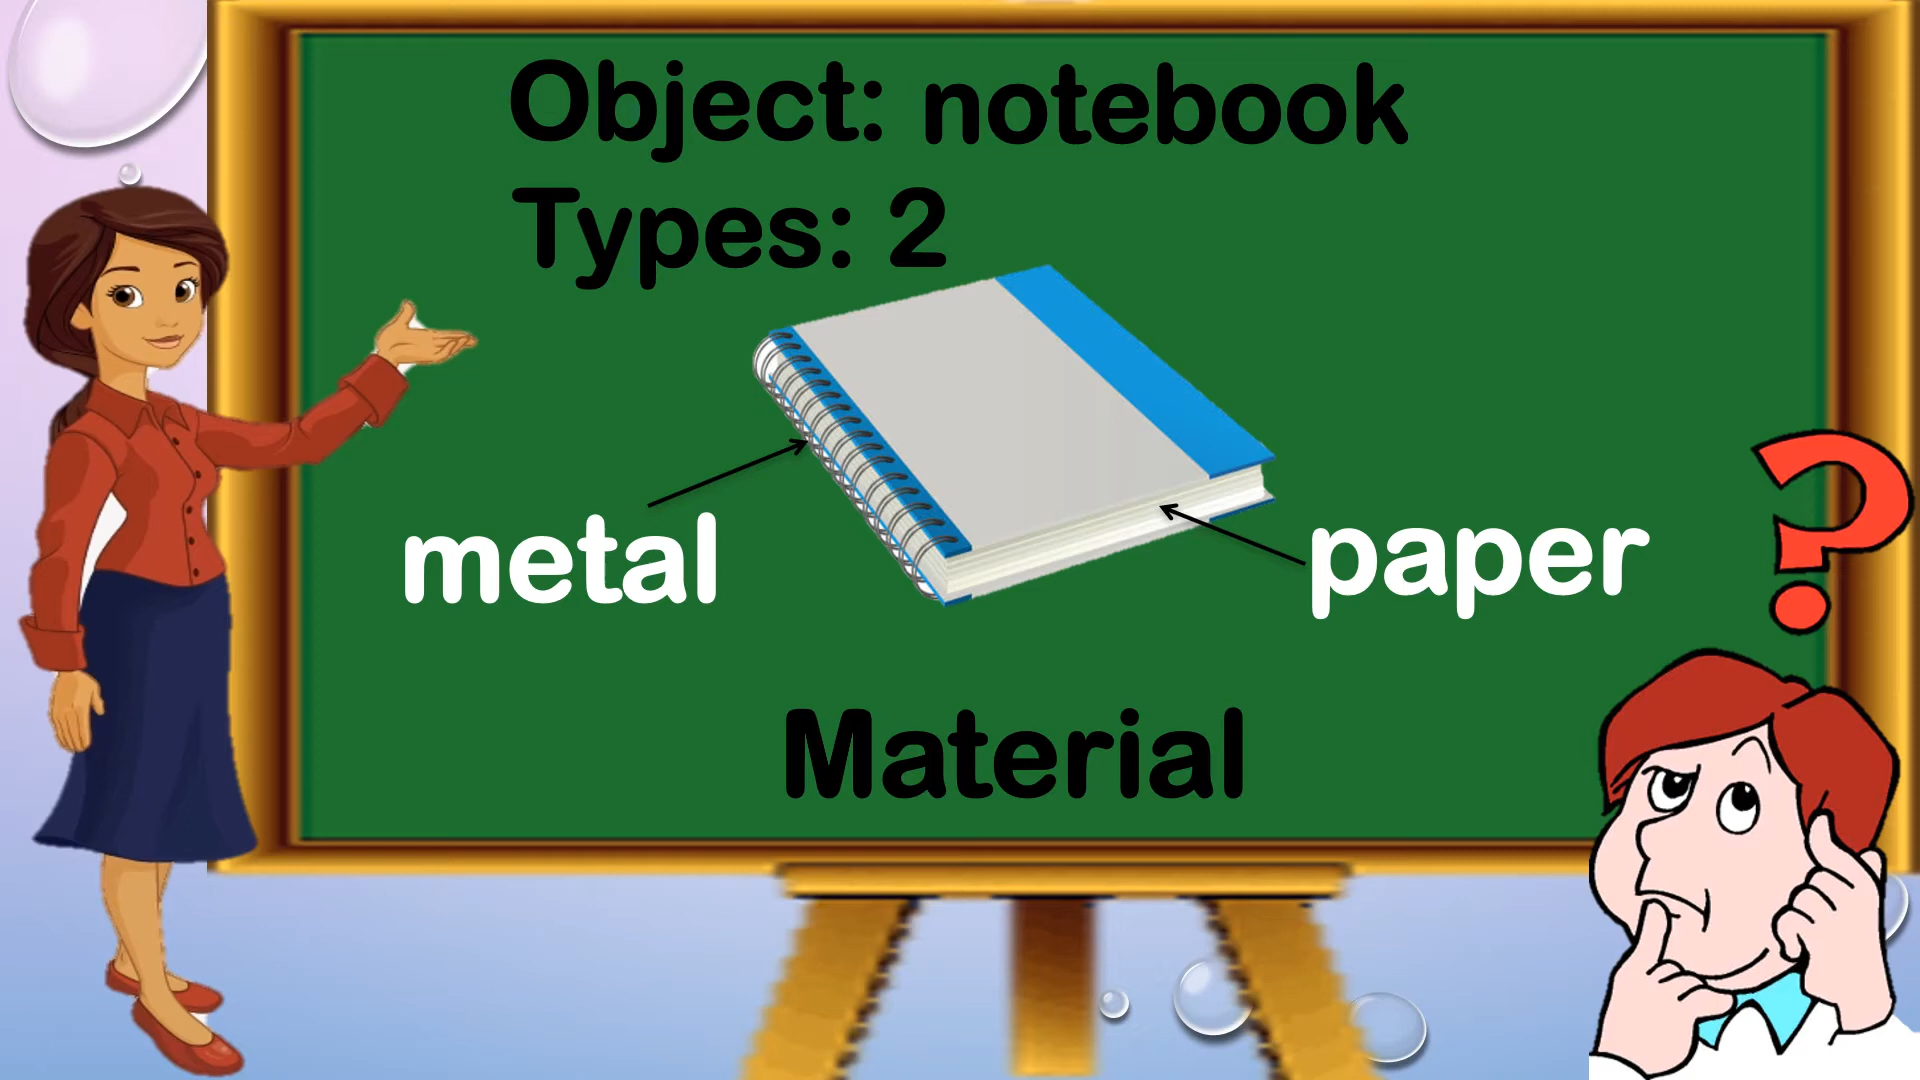 Object: notebook
Types: 2
metal
paper
Material
?